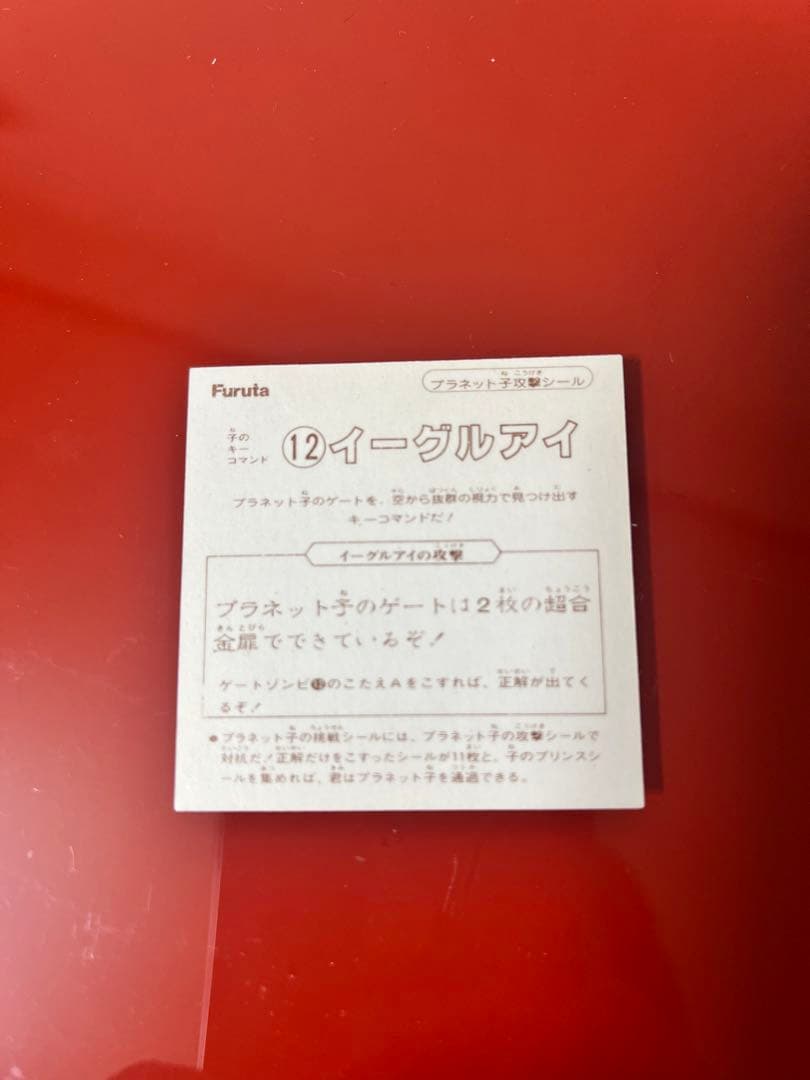 Furuta
プラネット子攻撃シール
子の
キー
コマンド
⑫イーグルアイ
プラネット子のゲートを、空から抜群の視力で見つけ出す
キーコマンドだ！
イーグルアイの攻撃
プラネット子のゲートは2枚の超合
金扉でできているぞ！
ゲートゾンビ⓬のこたえAをこすれば、正解が出てく
るぞ！
●プラネット子の挑戦シールには、プラネット子の攻撃シールで
対抗だ！正解だけをこすったシールが11枚と、子のプリンスシ
ールを集めれば、君はプラネット子を通過できる。